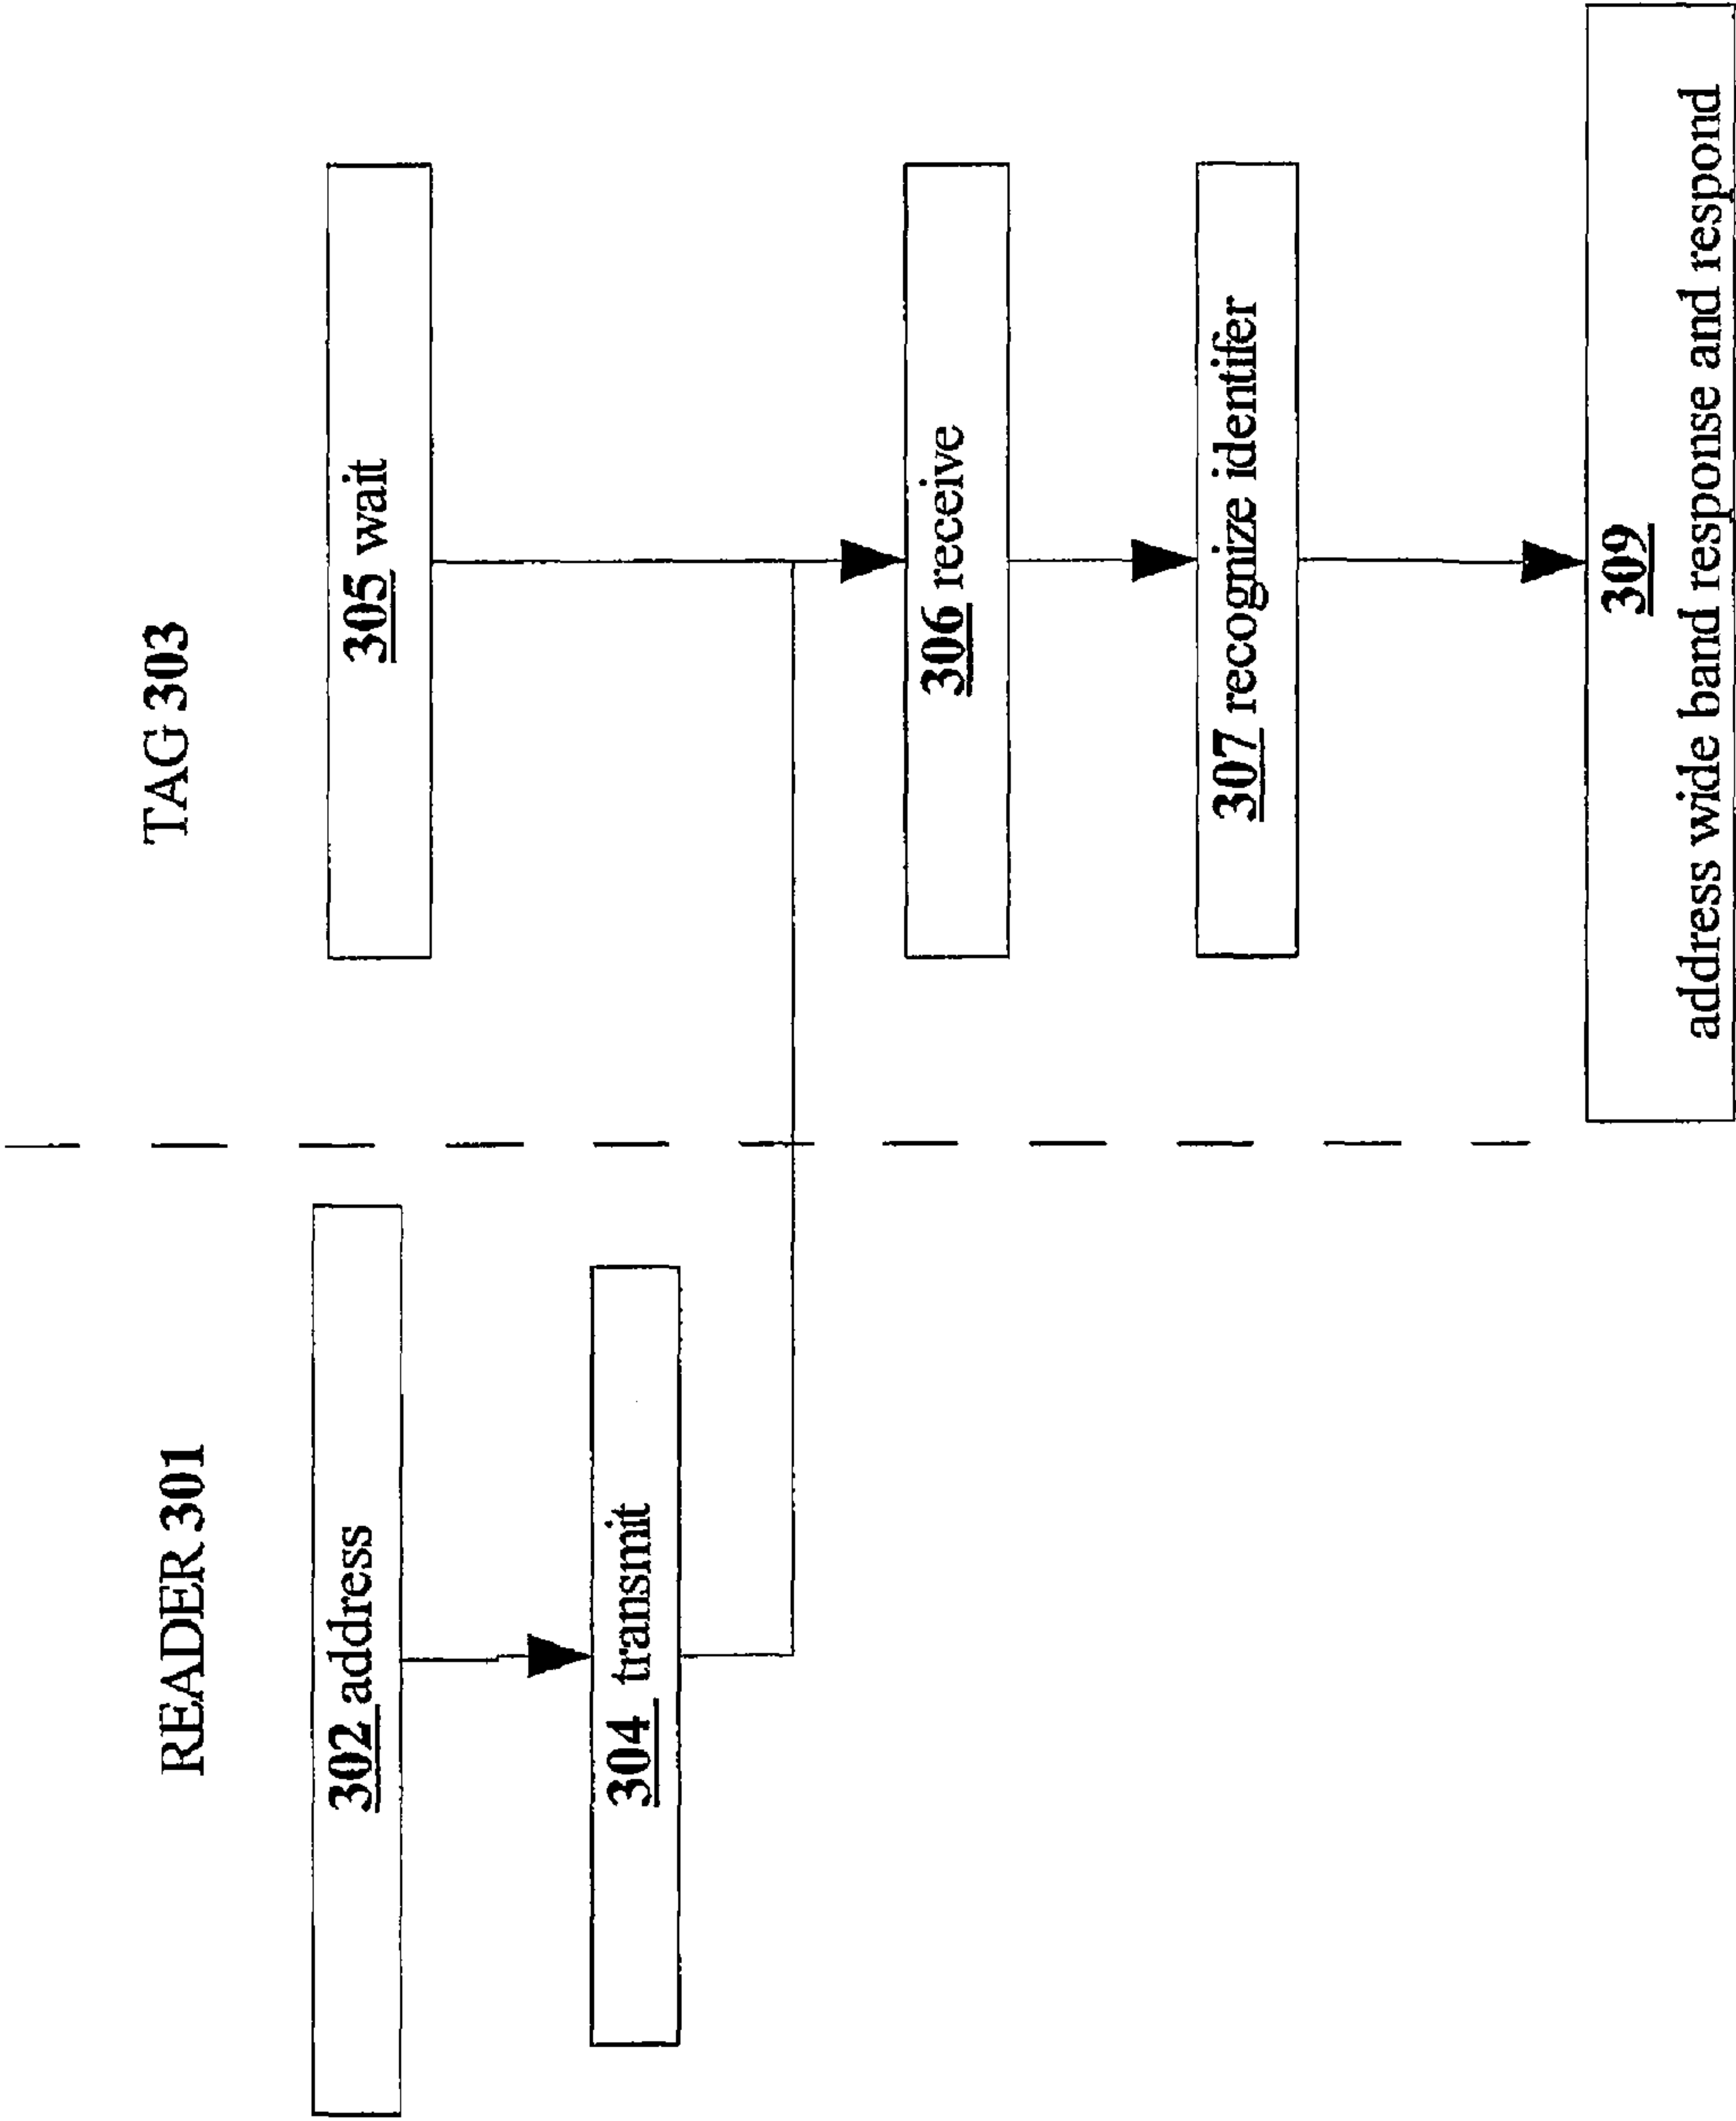 READER 301
TAG 303
302 address
304 transmit
305 wait
306 receive
307 recognize identifer
309
address wide band response and respond